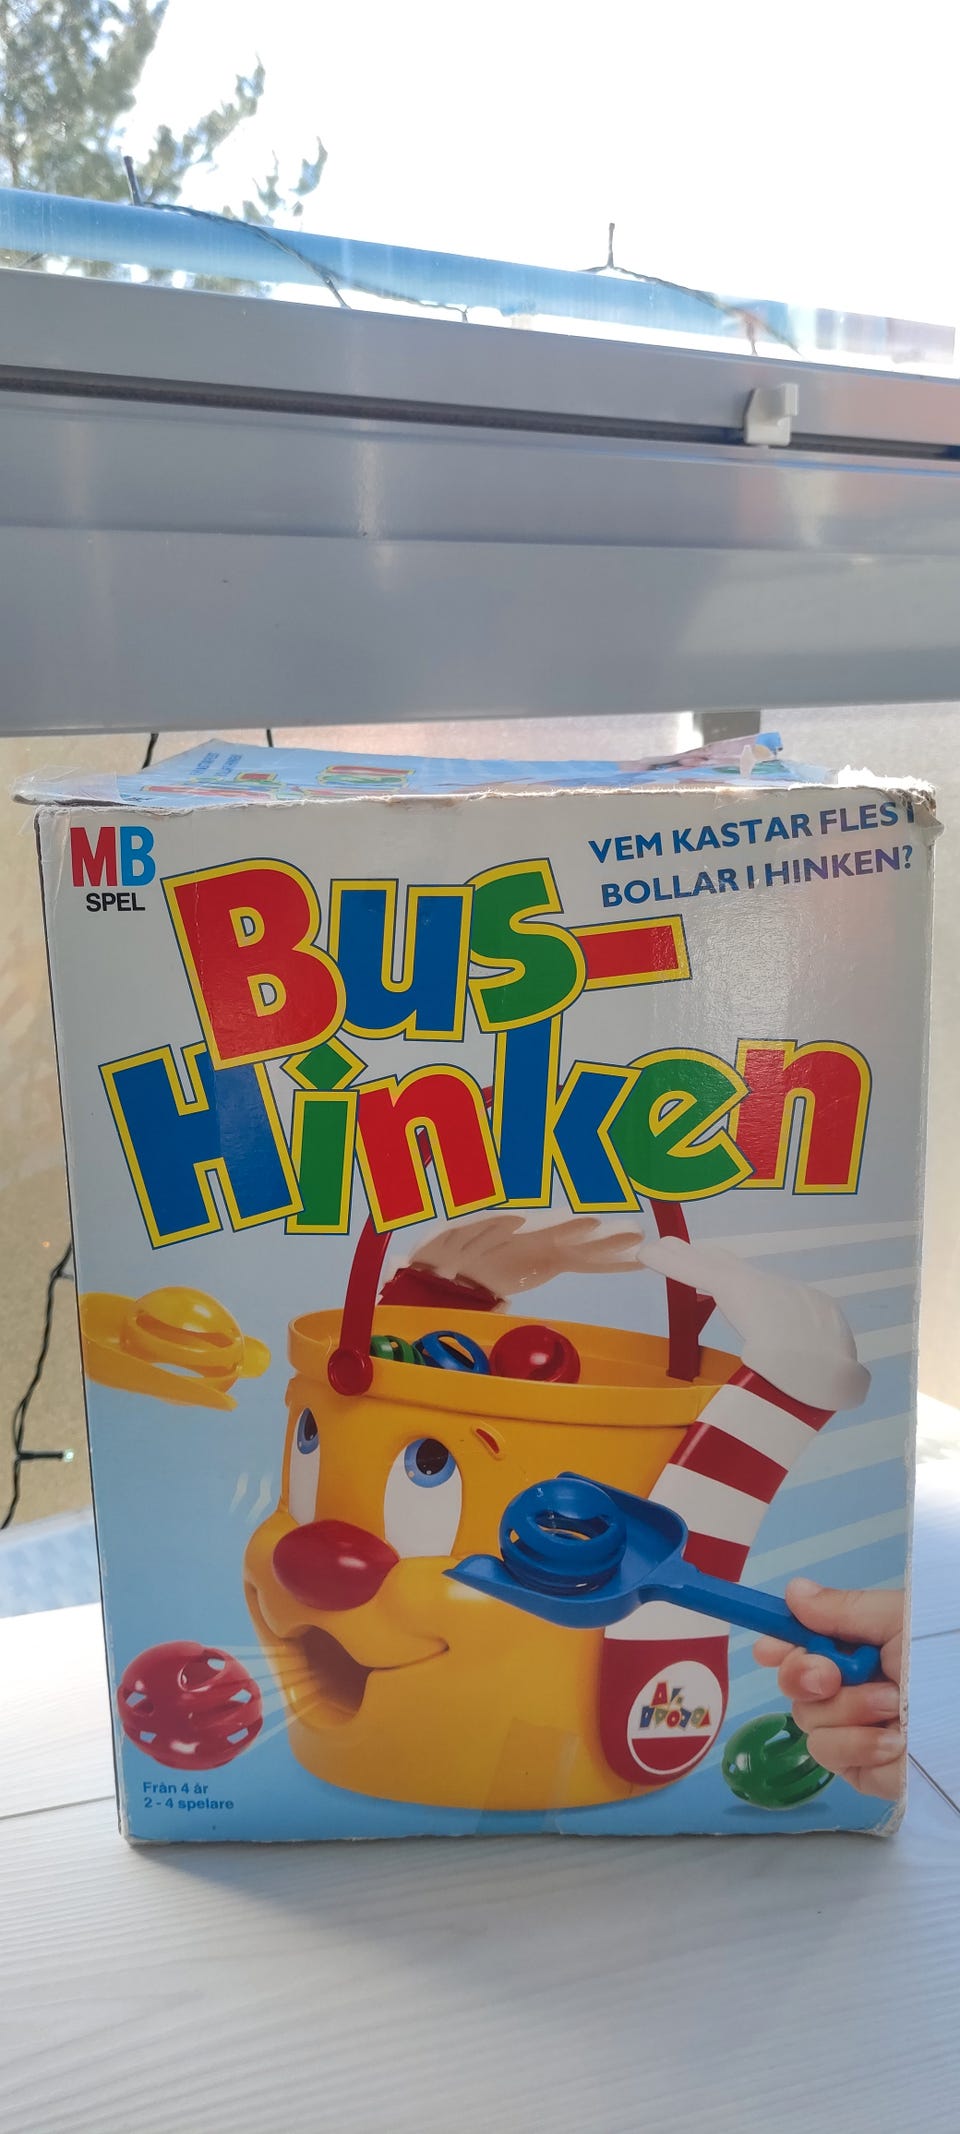 MB
SPEL
VEM KASTAR FLEST
BOLLAR I HINKEN?
Bus-
Hinken
Från 4 år
2 - 4 spelare